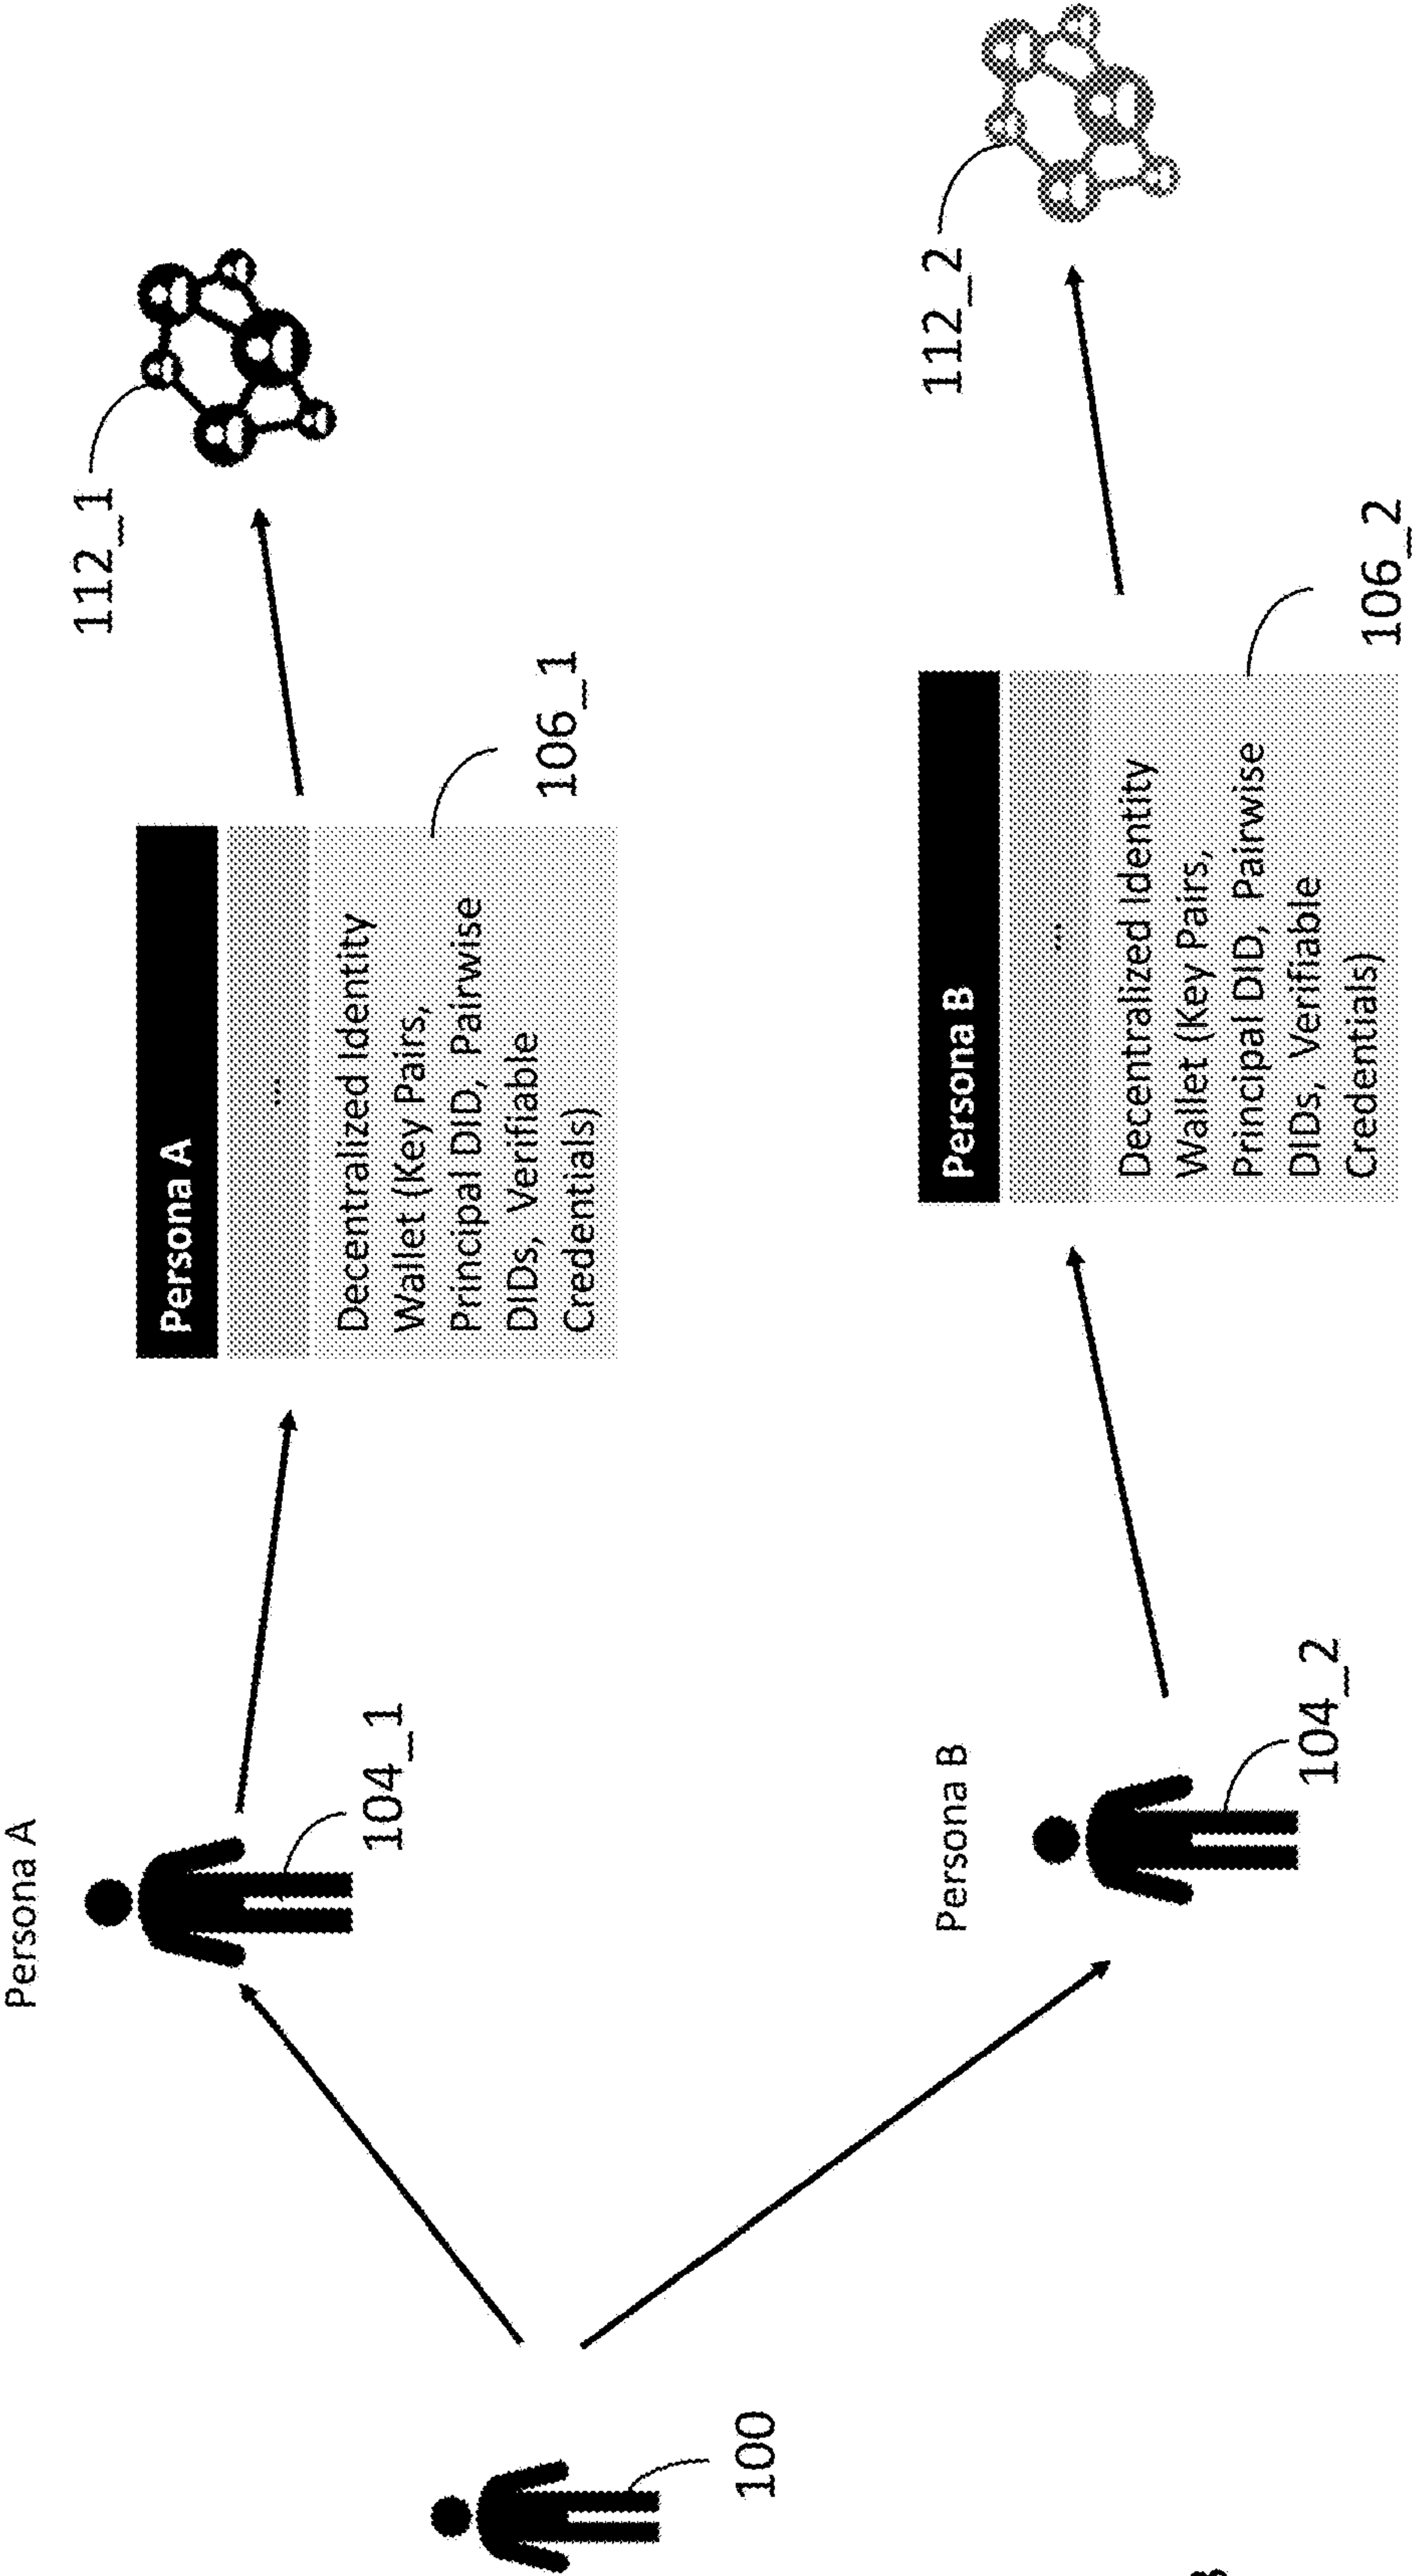 Persona A
112_1
Persona A
...
Decentralized Identity
Wallet (Key Pairs,
Principal DID, Pairwise
DIDs, Verifiable
Credentials)
104_1
106_1
100
112_2
Persona B
Persona B
...
Decentralized Identity
Wallet (Key Pairs,
Principal DID, Pairwise
DIDs, Verifiable
Credentials)
104_2
106_2